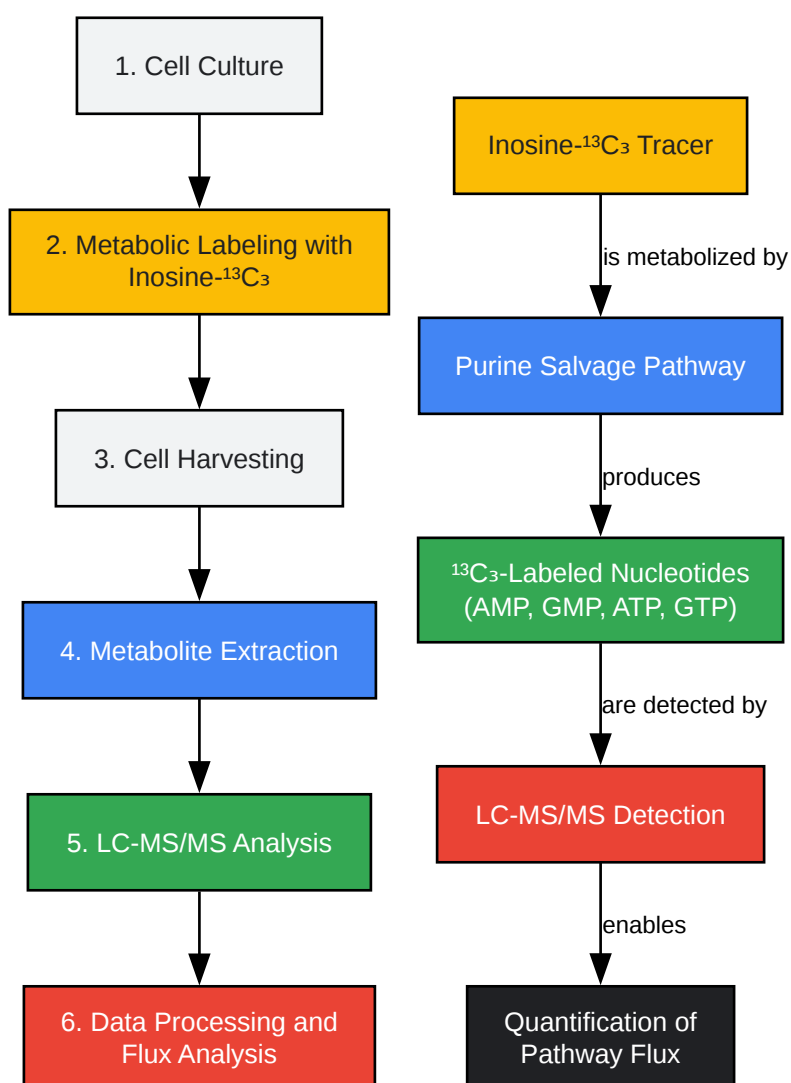 1. Cell Culture
2. Metabolic Labeling with
Inosine-¹³C₃
3. Cell Harvesting
4. Metabolite Extraction
5. LC-MS/MS Analysis
6. Data Processing and
Flux Analysis
Inosine-¹³C₃ Tracer
is metabolized by
Purine Salvage Pathway
produces
¹³C₃-Labeled Nucleotides
(AMP, GMP, ATP, GTP)
are detected by
LC-MS/MS Detection
enables
Quantification of
Pathway Flux